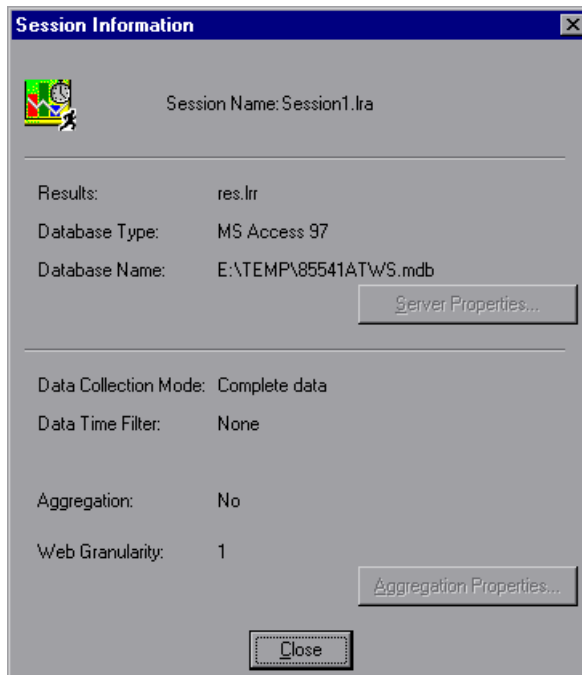 Session Information
Session Name: Session1.lra
Results: res.lrr
Database Type: MS Access 97
Database Name: E:\TEMP\85541ATWS.mdb
Server Properties...
Data Collection Mode: Complete data
Data Time Filter: None
Aggregation: No
Web Granularity: 1
Aggregation Properties...
Close